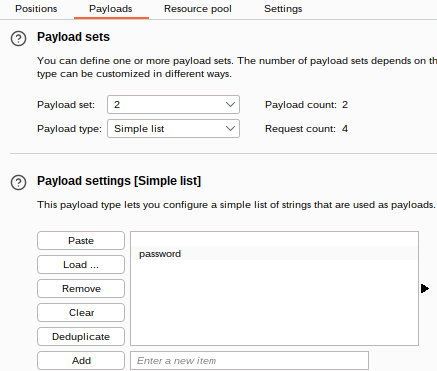 Positions Payloads Resource pool Settings
? Payload sets
You can define one or more payload sets. The number of payload sets depends on th
type can be customized in different ways.
Payload set: 2 Payload count: 2
Payload type: Simple list Request count: 4
? Payload settings [Simple list]
This payload type lets you configure a simple list of strings that are used as payloads.
Paste
password
Load ...
Remove
Clear
Deduplicate
Add Enter a new item